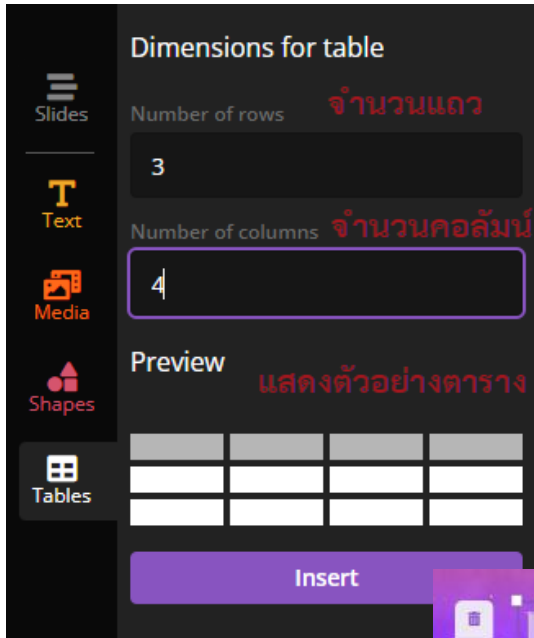 Dimensions for table
Slides
Number of rows จำนวนแถว
3
Text
Number of columns จำนวนคอลัมน์
4
Media
Preview
แสดงตัวอย่างตาราง
Shapes
Tables
Insert